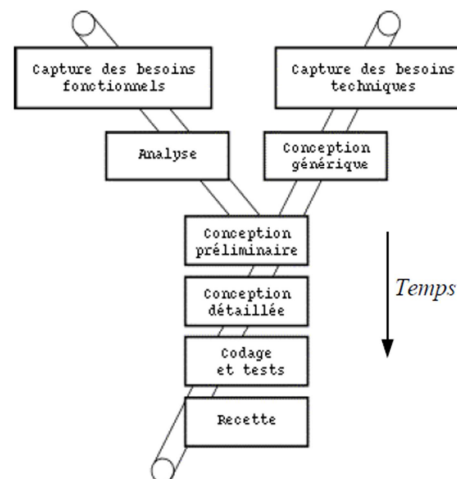 Capture des besoins
fonctionnels
Capture des besoins
techniques
Analyse
Conception
générique
Conception
préliminaire
Conception
détaillée
Temps
Codage
et tests
Recette